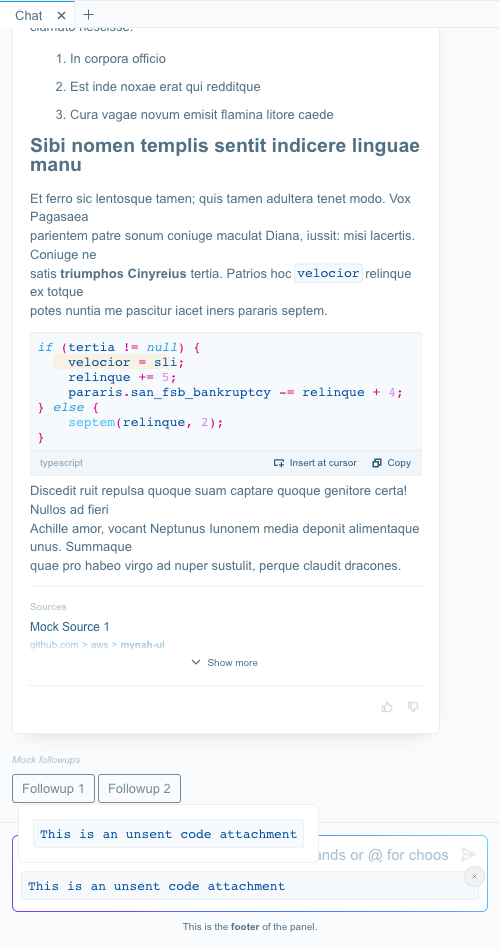 Chat
clamato nescisse.
1. In corpora officio
2. Est inde noxae erat qui redditque
3. Cura vagae novum emisit flamina litore caede
Sibi nomen templis sentit indicere linguae
manu
Et ferro sic lentosque tamen; quis tamen adultera tenet modo. Vox
Pagasaea
parientem patre sonum coniuge maculat Diana, iussit: misi lacertis.
Coniuge ne
satis triumphos Cinyreius tertia. Patrios hoc velocior relinque
ex totque
potes nuntia me pascitur iacet iners pararis septem.
if (tertia != null) {
velocior = sli;
relinque += 5;
pararis.san_fsb_bankruptcy -= relinque + 4;
} else {
septem(relinque, 2);
}
typescript Insert at cursor Copy
Discedit ruit repulsa quoque suam captare quoque genitore certa!
Nullos ad fieri
Achille amor, vocant Neptunus Iunonem media deponit alimentaque
unus. Summaque
quae pro habeo virgo ad nuper sustulit, perque claudit dracones.
Sources
Mock Source 1
github.com > aws > mynah-ui
Show more
Mock followups
Followup 1 Followup 2
This is an unsent code attachment
ands or @ for choos
This is an unsent code attachment
This is the footer of the panel.